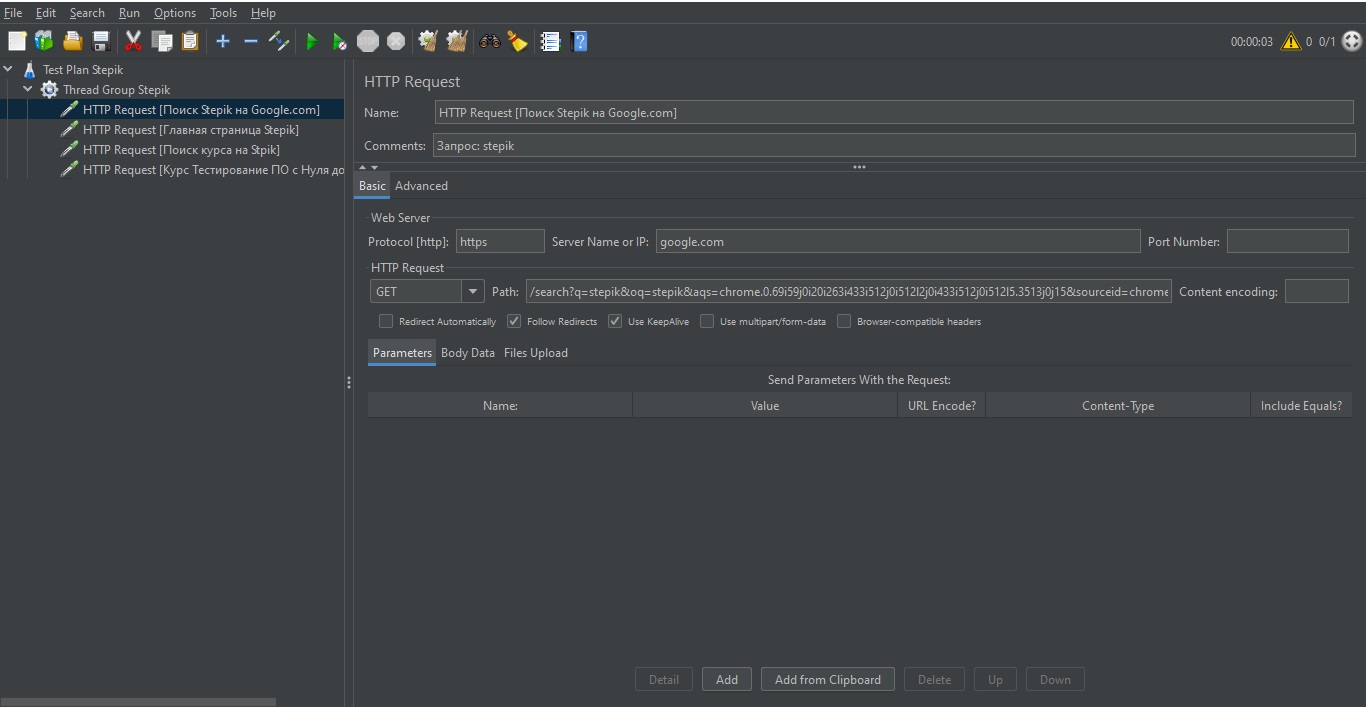 File Edit Search Run Options Tools Help
00:00:03 0 0/1
Test Plan Stepik
Thread Group Stepik
HTTP Request [Поиск Stepik на Google.com]
HTTP Request [Главная страница Stepik]
HTTP Request [Поиск курса на Stpik]
HTTP Request [Курс Тестирование ПО с Нуля до
HTTP Request
Name: HTTP Request [Поиск Stepik на Google.com]
Comments: Запрос: stepik
Basic Advanced
Web Server
Protocol [http]: https Server Name or IP: google.com Port Number:
HTTP Request
GET Path: /search?q=stepik&oq=stepik&aqs=chrome.0.69i59j0i20i263i433i512j0i512l2j0i433i512j0i512l5.3513j0j15&sourceid=chrome Content encoding:
Redirect Automatically Follow Redirects Use KeepAlive Use multipart/form-data Browser-compatible headers
Parameters Body Data Files Upload
Send Parameters With the Request:
Name: Value URL Encode? Content-Type Include Equals?
Detail Add Add from Clipboard Delete Up Down